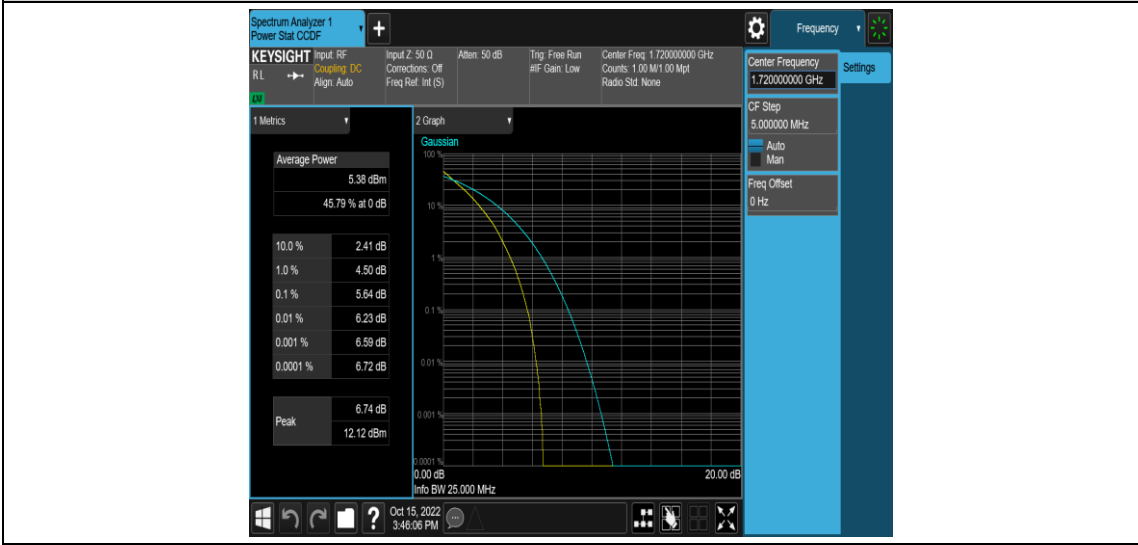 Spectrum Analyzer 1
Power Stat CCDF
+
Frequency
KEYSIGHT
RL
LXI
Input: RF
Coupling: DC
Align: Auto
Input Z: 50 Ω
Corrections: Off
Freq Ref: Int (S)
Atten: 50 dB
Trig: Free Run
#IF Gain: Low
Center Freq: 1.720000000 GHz
Counts: 1.00 M/1.00 Mpt
Radio Std: None
Center Frequency
1.720000000 GHz
Settings
CF Step
5.000000 MHz
Auto
Man
Freq Offset
0 Hz
1 Metrics
Average Power
5.38 dBm
45.79 % at 0 dB
10.0 % 2.41 dB
1.0 % 4.50 dB
0.1 % 5.64 dB
0.01 % 6.23 dB
0.001 % 6.59 dB
0.0001 % 6.72 dB
Peak
6.74 dB
12.12 dBm
2 Graph
Gaussian
100 %
10 %
1 %
0.1 %
0.01 %
0.001 %
0.0001 %
0.00 dB
20.00 dB
Info BW 25.000 MHz
?
Oct 15, 2022
3:46:06 PM